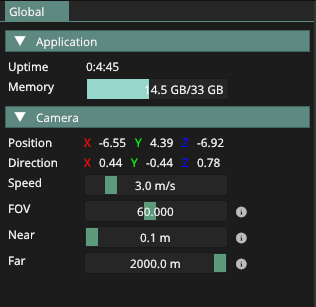 Global
Application
Uptime 0:4:45
Memory 14.5 GB/33 GB
Camera
Position X -6.55 Y 4.39 Z -6.92
Direction X 0.44 Y -0.44 Z 0.78
Speed 3.0 m/s
FOV 60.000
Near 0.1 m
Far 2000.0 m